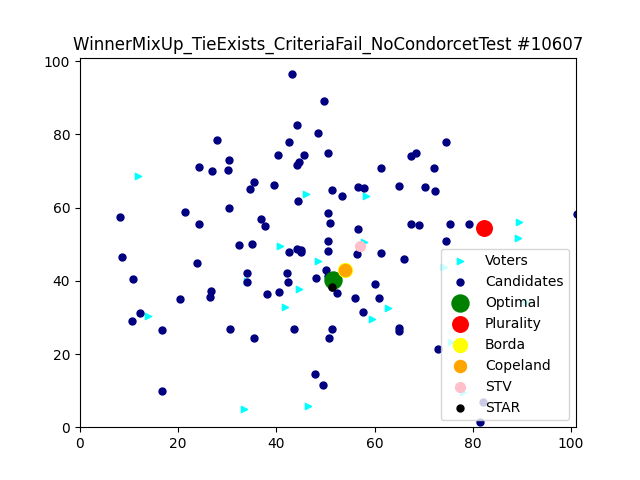 WinnerMixUp_TieExists_CriteriaFail_NoCondorcetTest #10607
100
80
60
40
20
0
0 20 40 60 80 100
Voters
Candidates
Optimal
Plurality
Borda
Copeland
STV
STAR